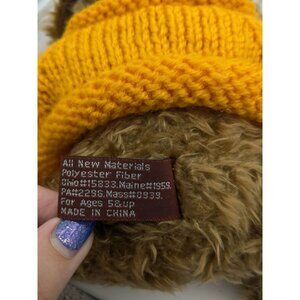 All New Materials
Polyester Fiber
Ohio#15833.Maine#1959.
PA#2296.Mass#0939.
For Ages 5&up
MADE IN CHINA